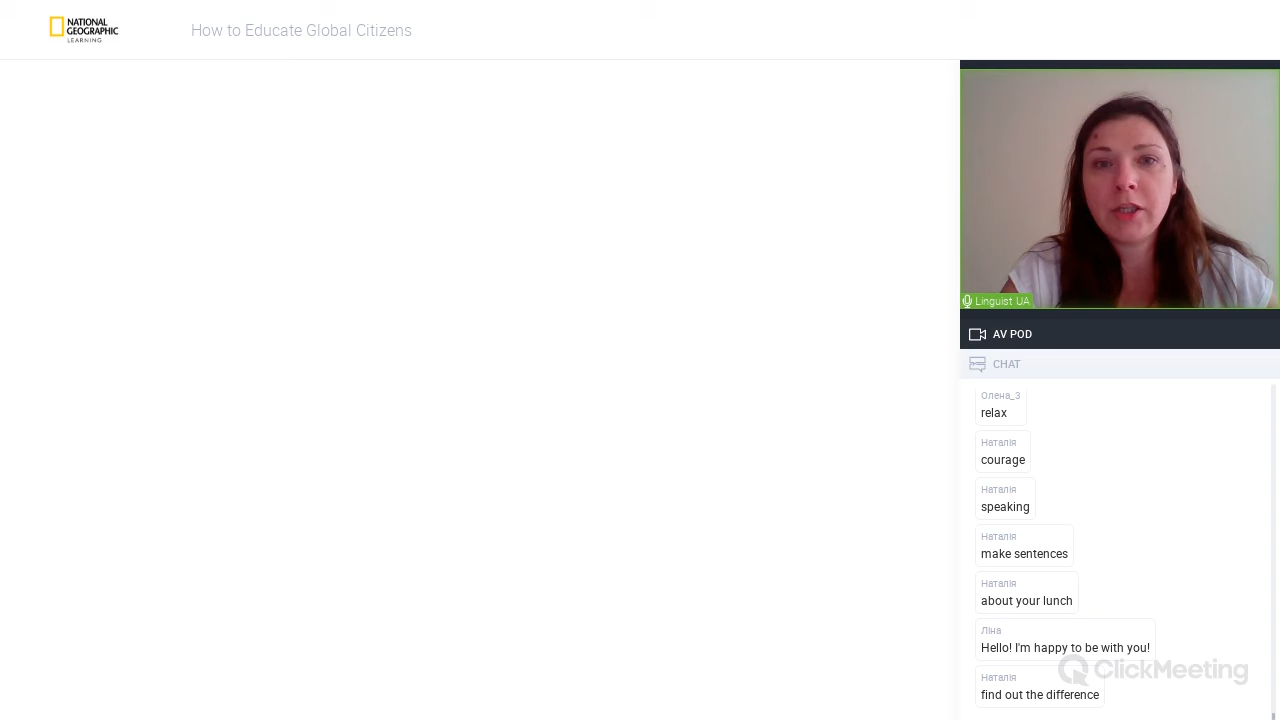 NATIONAL
GEOGRAPHIC
LEARNING
How to Educate Global Citizens
Linguist UA
AV POD
CHAT
Олена_3
relax
Наталія
courage
Наталія
speaking
Наталія
make sentences
Наталія
about your lunch
Ліна
Hello! I'm happy to be with you!
Наталія
find out the difference
ClickMeeting